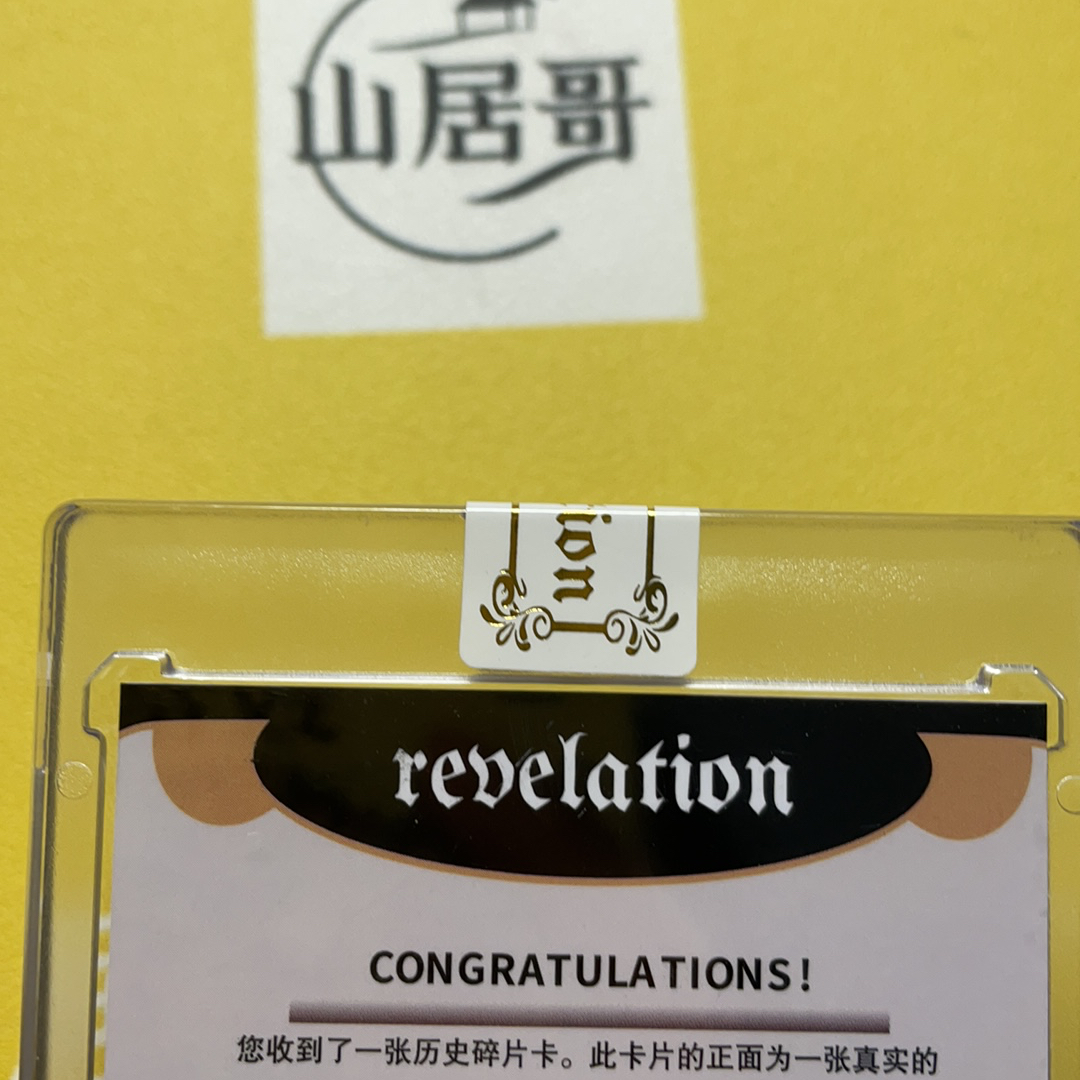 山居哥
ion
revelation
CONGRATULATIONS!
您收到了一张历史碎片卡。此卡片的正面为一张真实的